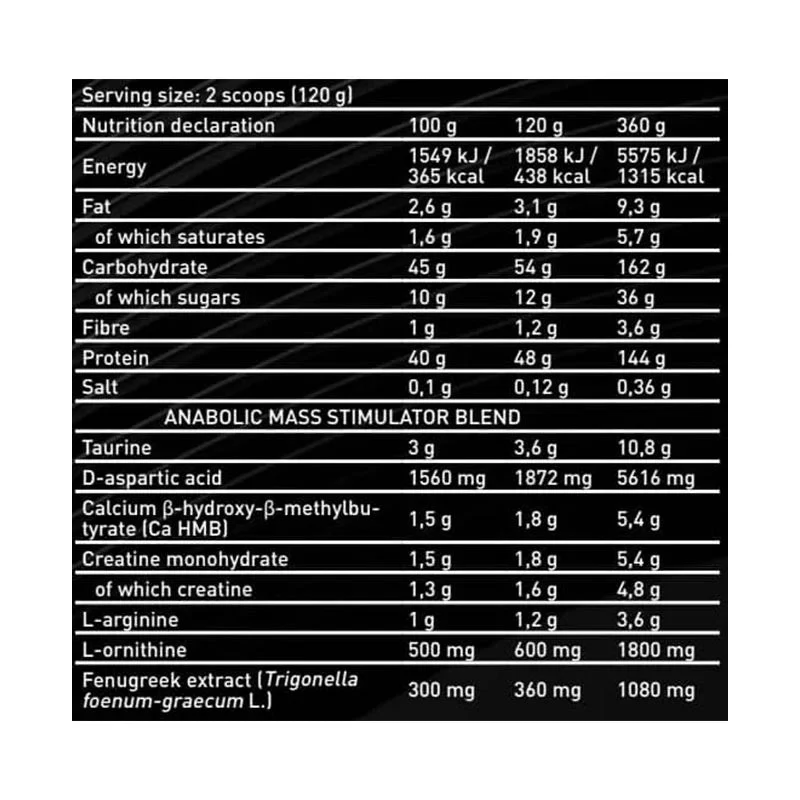 Serving size: 2 scoops (120 g)
Nutrition declaration 100 g 120 g 360 g
Energy 1549 kJ / 365 kcal 1858 kJ / 438 kcal 5575 kJ / 1315 kcal
Fat 2,6 g 3,1 g 9,3 g
of which saturates 1,6 g 1,9 g 5,7 g
Carbohydrate 45 g 54 g 162 g
of which sugars 10 g 12 g 36 g
Fibre 1 g 1,2 g 3,6 g
Protein 40 g 48 g 144 g
Salt 0,1 g 0,12 g 0,36 g
ANABOLIC MASS STIMULATOR BLEND
Taurine 3 g 3,6 g 10,8 g
D-aspartic acid 1560 mg 1872 mg 5616 mg
Calcium β-hydroxy-β-methylbu-
tyrate (Ca HMB) 1,5 g 1,8 g 5,4 g
Creatine monohydrate 1,5 g 1,8 g 5,4 g
of which creatine 1,3 g 1,6 g 4,8 g
L-arginine 1 g 1,2 g 3,6 g
L-ornithine 500 mg 600 mg 1800 mg
Fenugreek extract (Trigonella
foenum-graecum L.) 300 mg 360 mg 1080 mg